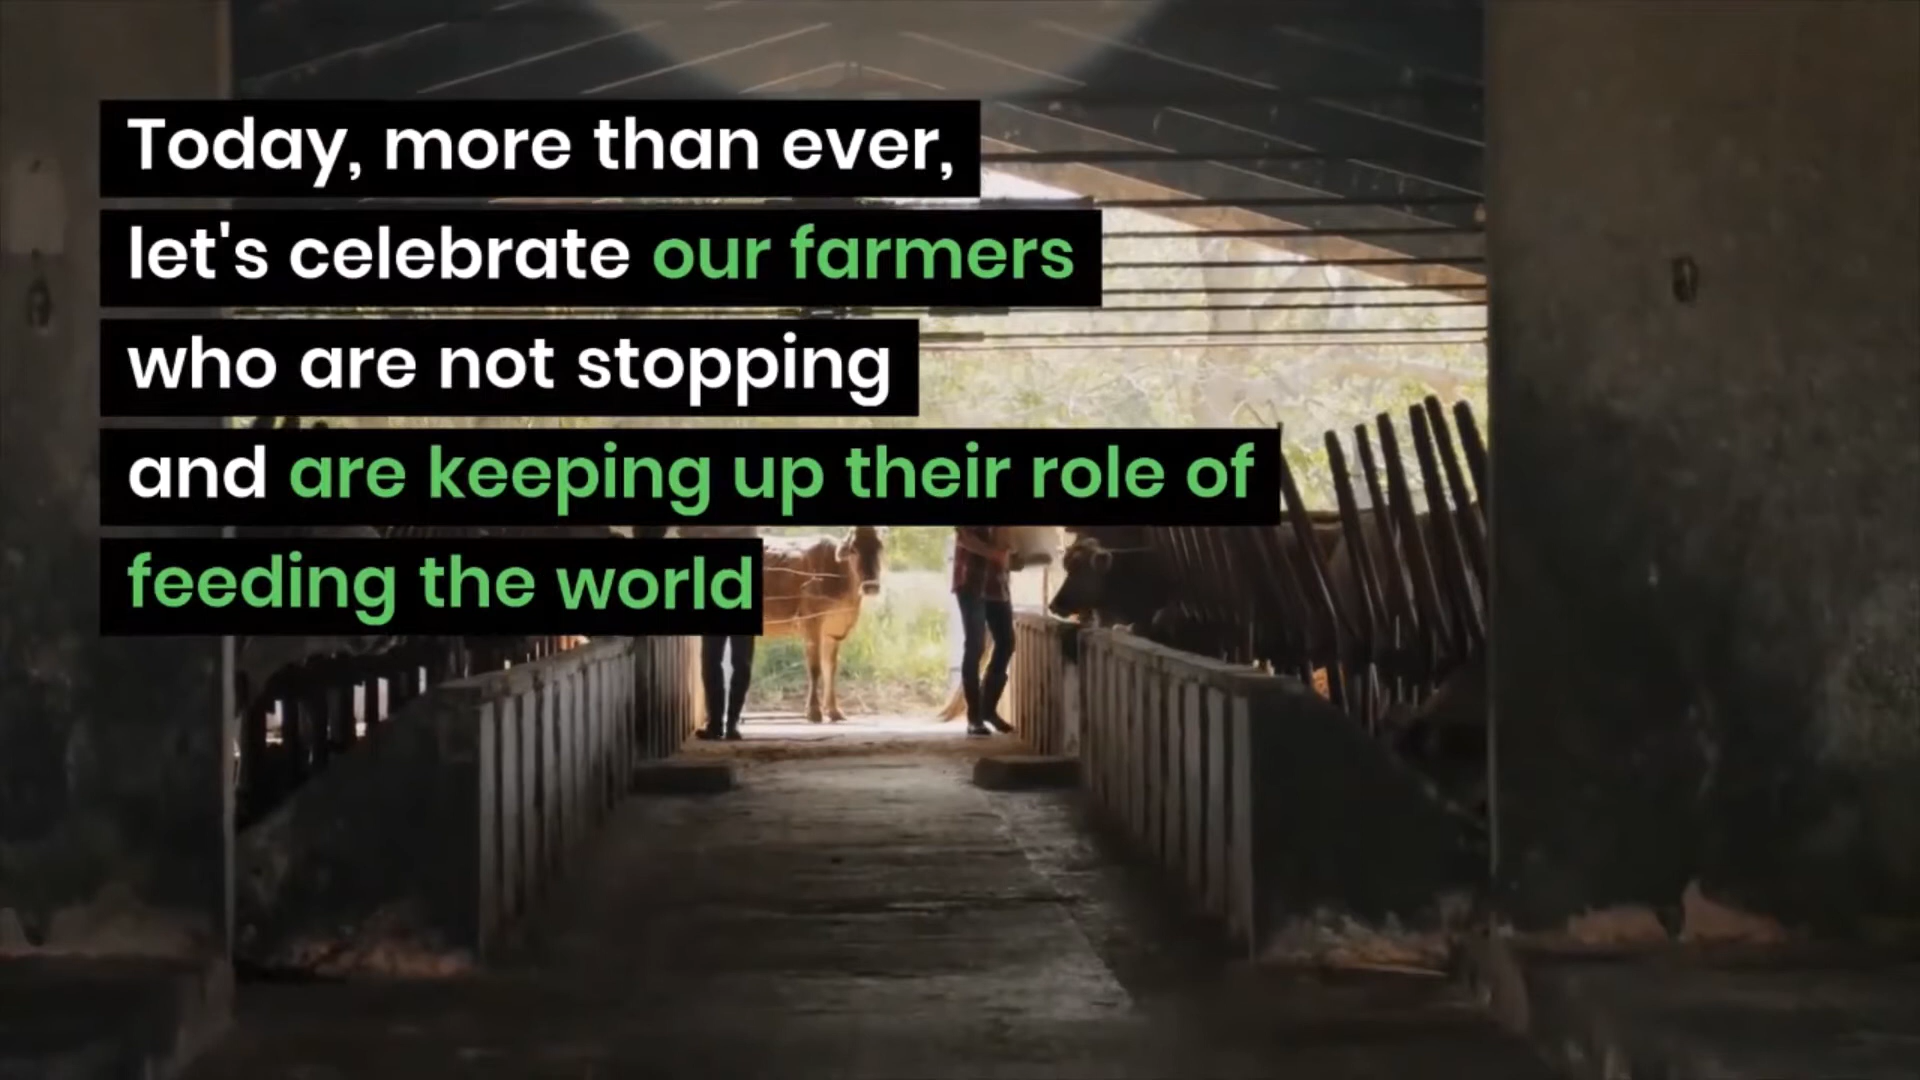 Today, more than ever,
let's celebrate our farmers
who are not stopping
and are keeping up their role of
feeding the world